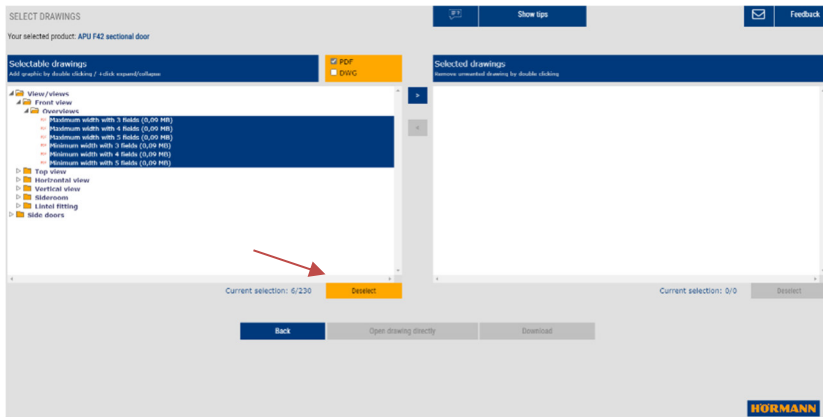 SELECT DRAWINGS
Show tips
Feedback
Your selected product: APU F42 sectional door
Selectable drawings
Add graphic by double clicking / +click expand/collapse
PDF
DWG
Selected drawings
Remove unwanted drawing by double clicking
View/views
Front view
Overviews
Maximum width with 3 fields (0,09 MB)
Maximum width with 4 fields (0,09 MB)
Maximum width with 5 fields (0,09 MB)
Minimum width with 3 fields (0,09 MB)
Minimum width with 4 fields (0,09 MB)
Minimum width with 5 fields (0,09 MB)
Top view
Horizontal view
Vertical view
Sideroom
Lintel fitting
Side doors
Current selection: 6/230
Deselect
Current selection: 0/0
Deselect
Back
Open drawing directly
Download
HÖRMANN